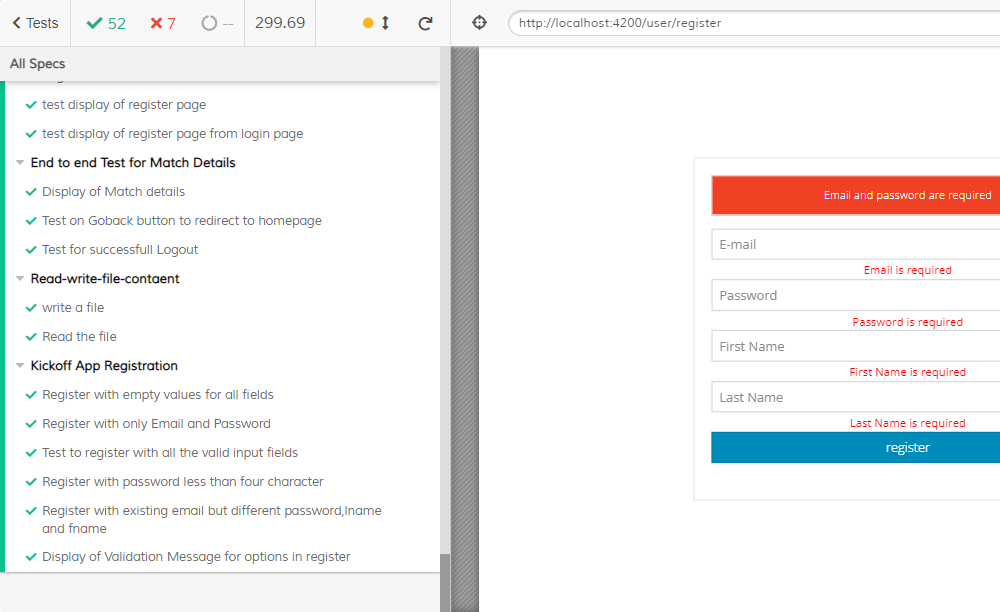 Tests 52 7 -- 299.69 http://localhost:4200/user/register
All Specs
test display of register page
test display of register page from login page
End to end Test for Match Details
Display of Match details
Test on Goback button to redirect to homepage
Test for successfull Logout
Read-write-file-contaent
write a file
Read the file
Kickoff App Registration
Register with empty values for all fields
Register with only Email and Password
Test to register with all the valid input fields
Register with password less than four character
Register with existing email but different password,lname
and fname
Display of Validation Message for options in register
Email and password are required
E-mail
Email is required
Password
Password is required
First Name
First Name is required
Last Name
Last Name is required
register